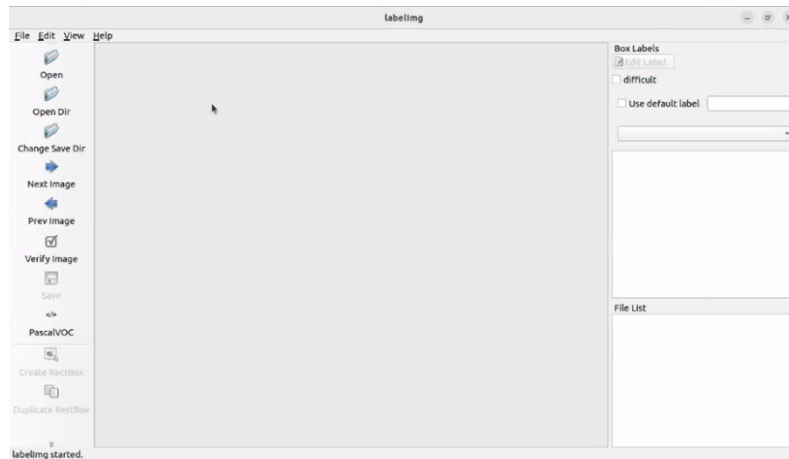 labelImg
File Edit View Help
Open
Open Dir
Change Save Dir
Next Image
Prev Image
Verify Image
Save
</>
PascalVOC
Create RectBox
Duplicate RectBox
Box Labels
Edit Label
difficult
Use default label
File List
labelImg started.